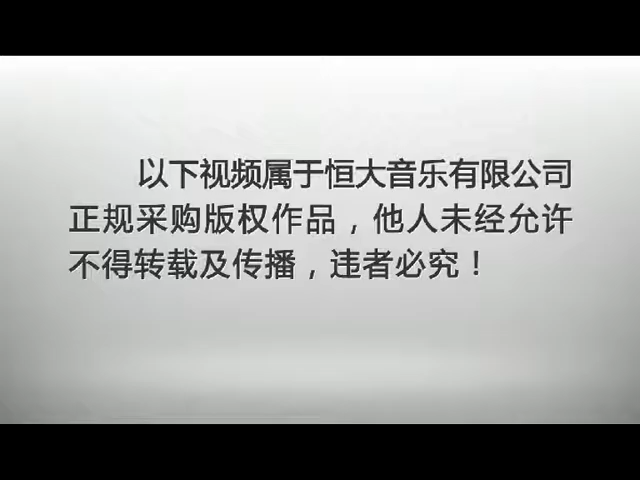 以下视频属于恒大音乐有限公司
正规采购版权作品，他人未经允许
不得转载及传播，违者必究！